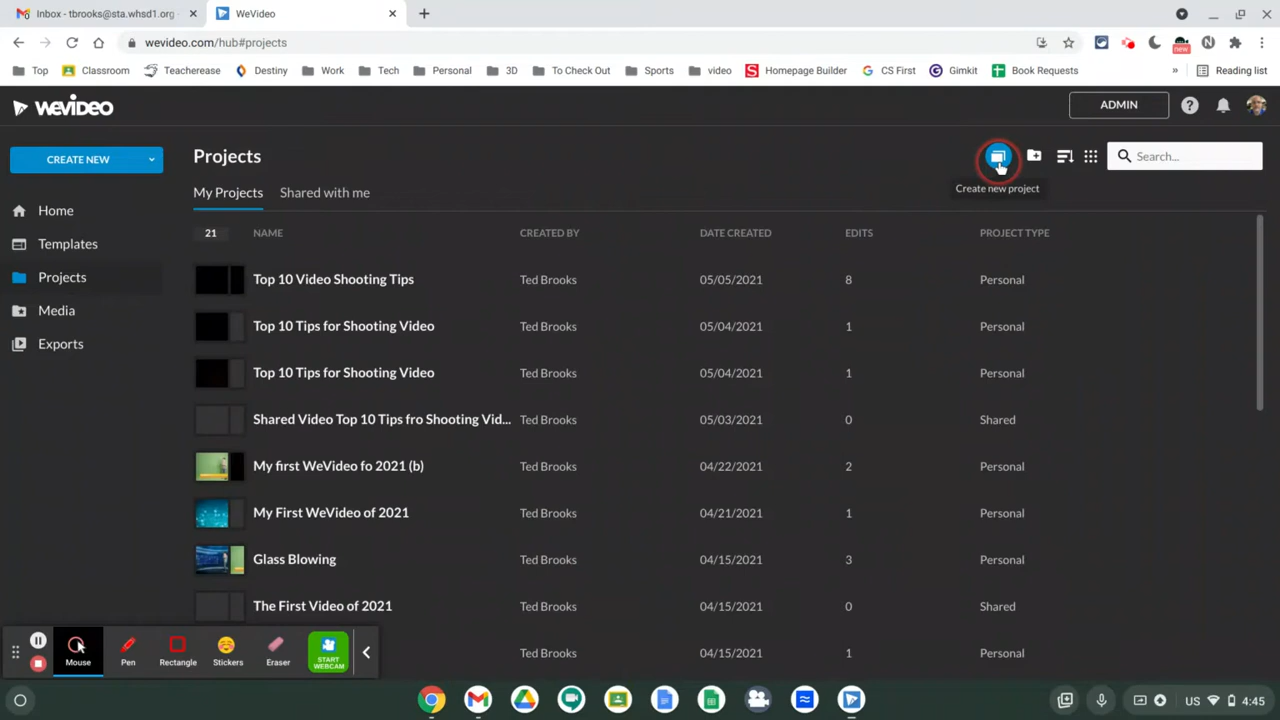 Inbox - tbrooks@sta.whsd1.org
WeVideo
wevideo.com/hub#projects
new
Top
Classroom
Teacherease
Destiny
Work
Tech
Personal
3D
To Check Out
Sports
video
Homepage Builder
CS First
Gimkit
Book Requests
»
Reading list
WEVIDEO
ADMIN
CREATE NEW
Projects
Search...
Create new project
My Projects
Shared with me
Home
Templates
Projects
Media
Exports
21 NAME CREATED BY DATE CREATED EDITS PROJECT TYPE
Top 10 Video Shooting Tips Ted Brooks 05/05/2021 8 Personal
Top 10 Tips for Shooting Video Ted Brooks 05/04/2021 1 Personal
Top 10 Tips for Shooting Video Ted Brooks 05/04/2021 1 Personal
Shared Video Top 10 Tips fro Shooting Vid... Ted Brooks 05/03/2021 0 Shared
My first WeVideo fo 2021 (b) Ted Brooks 04/22/2021 2 Personal
My First WeVideo of 2021 Ted Brooks 04/21/2021 1 Personal
Glass Blowing Ted Brooks 04/15/2021 3 Personal
The First Video of 2021 Ted Brooks 04/15/2021 0 Shared
Ted Brooks 04/15/2021 1 Personal
Mouse
Pen
Rectangle
Stickers
Eraser
START
WEBCAM
US
4:45